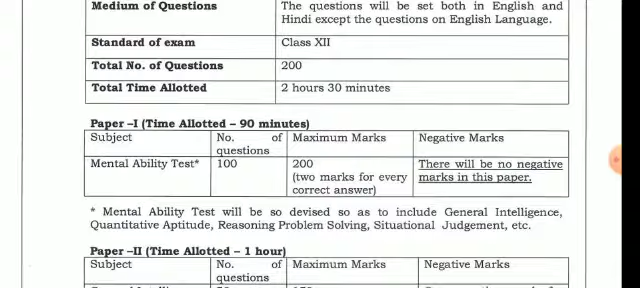 Medium of Questions The questions will be set both in English and
Hindi except the questions on English Language.
Standard of exam Class XII
Total No. of Questions 200
Total Time Allotted 2 hours 30 minutes
Paper –I (Time Allotted – 90 minutes)
Subject No. of Maximum Marks Negative Marks
questions
Mental Ability Test* 100 200 There will be no negative
(two marks for every marks in this paper.
correct answer)
* Mental Ability Test will be so devised so as to include General Intelligence,
Quantitative Aptitude, Reasoning Problem Solving, Situational Judgement, etc.
Paper –II (Time Allotted – 1 hour)
Subject No. of Maximum Marks Negative Marks
questions